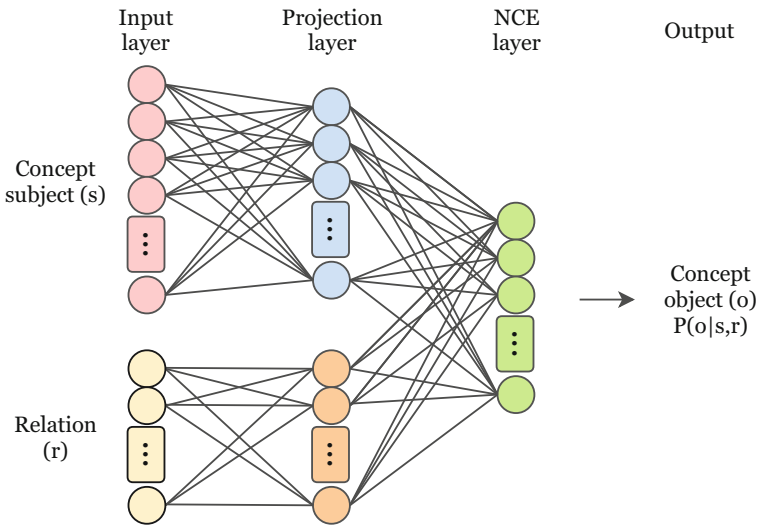 Input
layer
Projection
layer
NCE
layer
Output
Concept
subject (s)
Concept
object (o)
P(o|s,r)
Relation
(r)